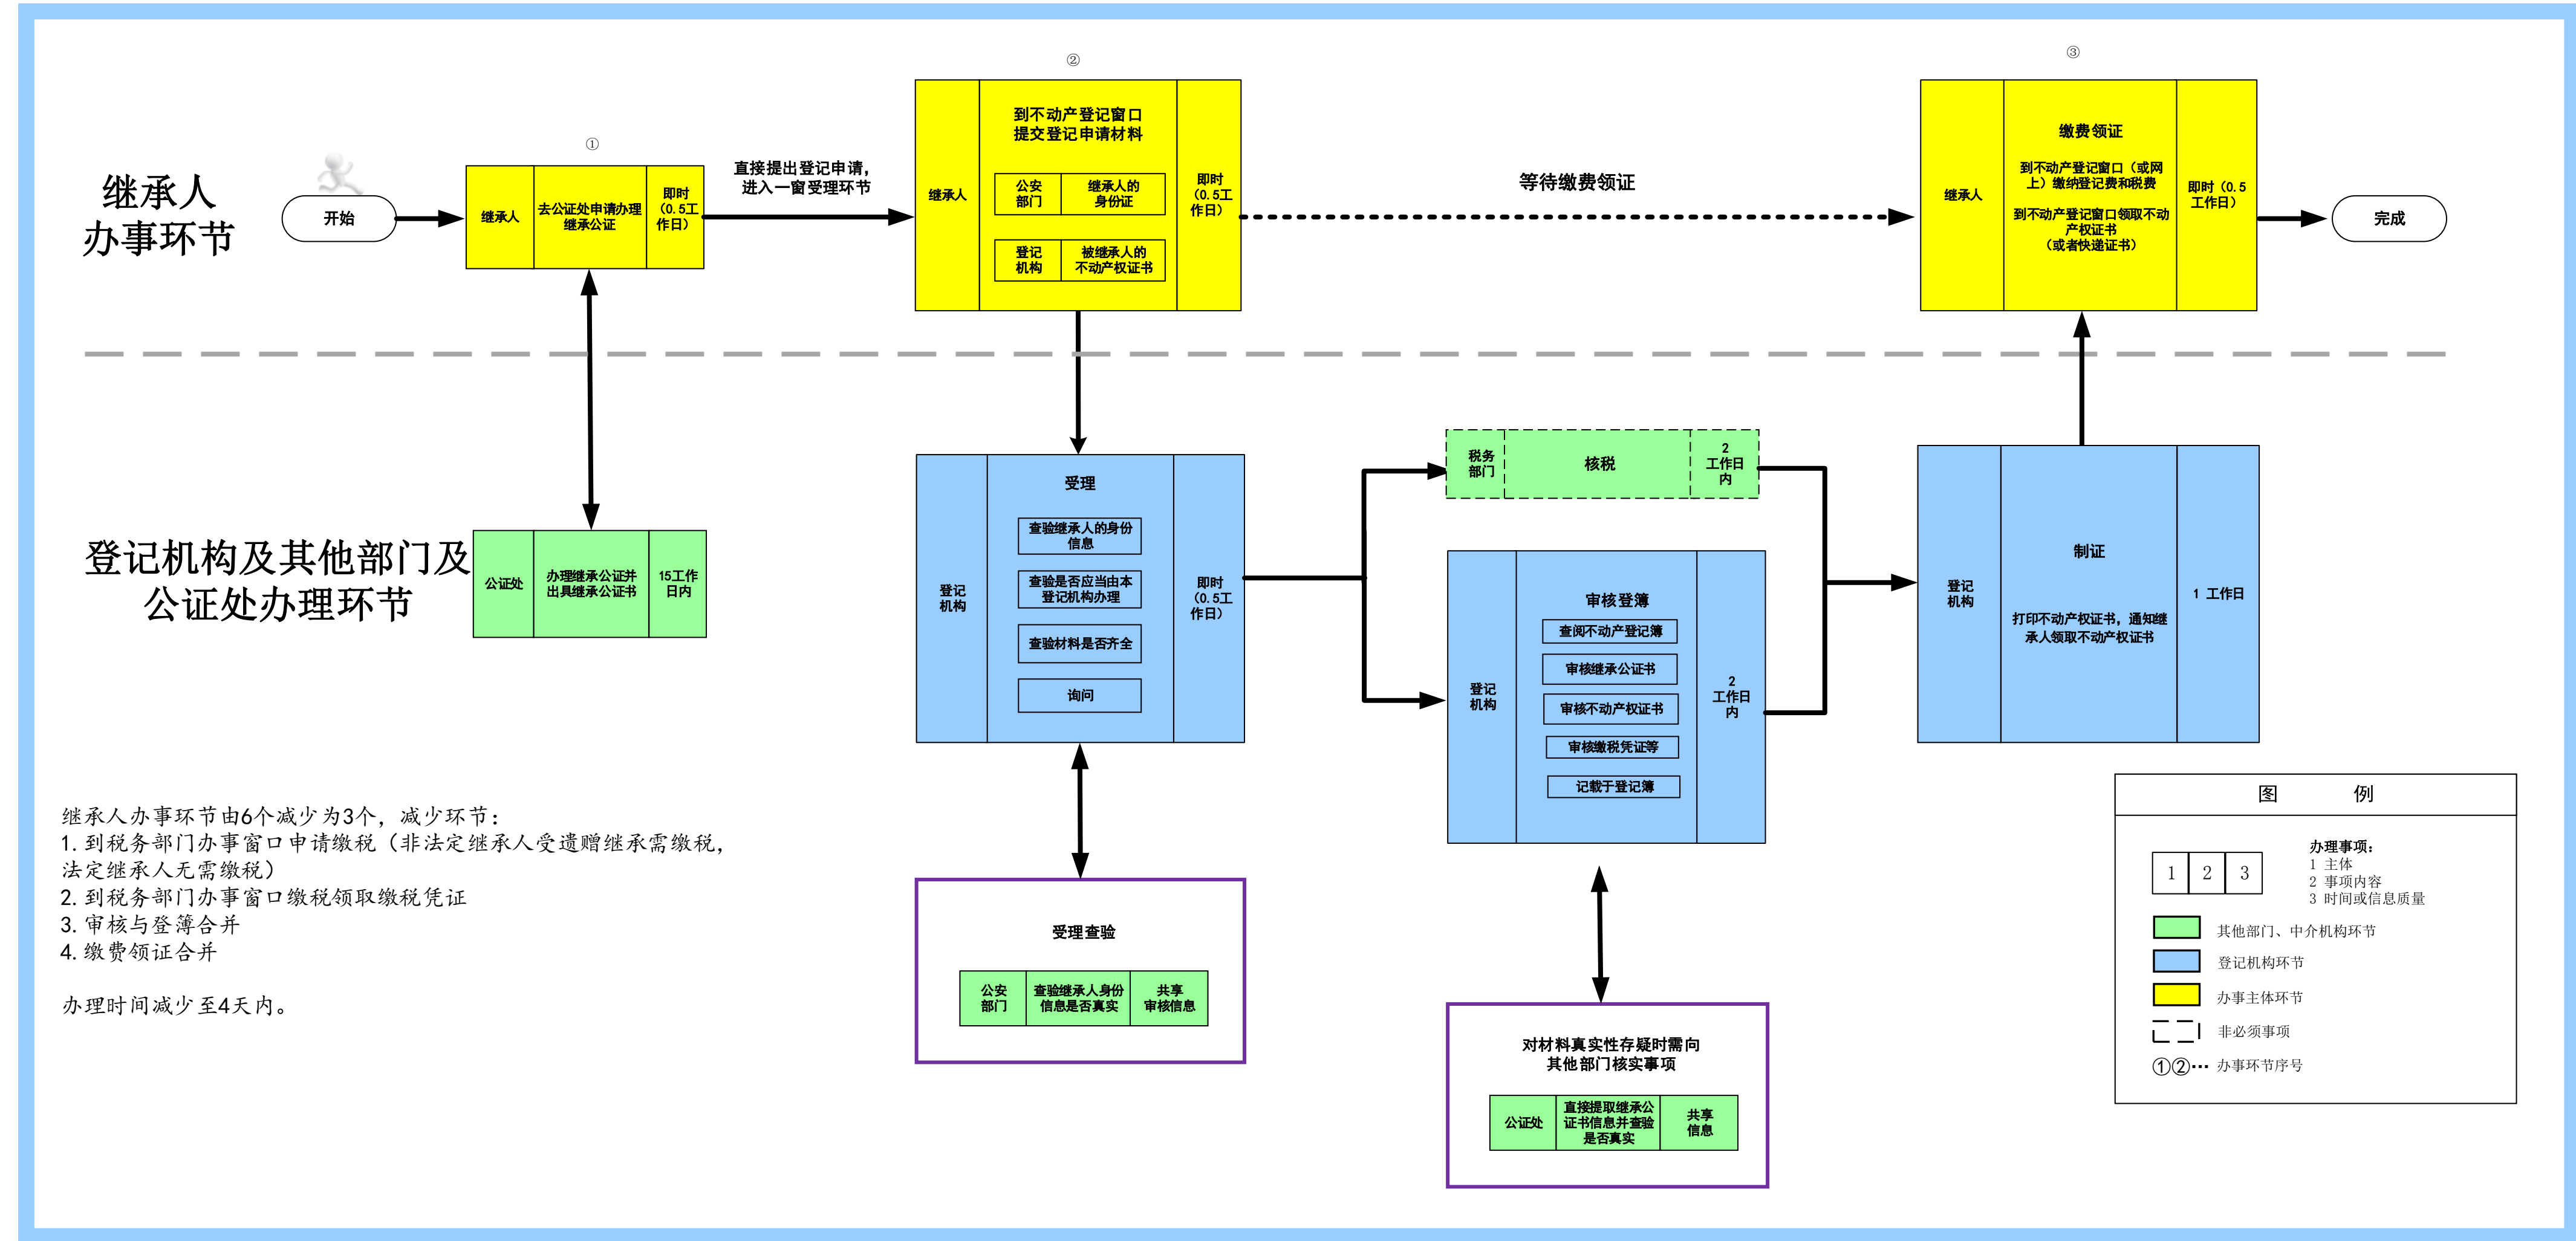 继承人
办事环节
开始
①
继承人
去公证处申请办理
继承公证
即时
（0.5工
作日）
直接提出登记申请，
进入一窗受理环节
②
继承人
到不动产登记窗口
提交登记申请材料
公安
部门
继承人的
身份证
登记
机构
被继承人的
不动产权证书
即时
（0.5工
作日）
等待缴费领证
③
继承人
缴费领证
到不动产登记窗口（或网
上）缴纳登记费和税费
到不动产登记窗口领取不动
产权证书
（或者快递证书）
即时（0.5
工作日）
完成
登记机构及其他部门及
公证处办理环节
公证处
办理继承公证并
出具继承公证书
15工作
日内
登记
机构
受理
查验继承人的身份
信息
查验是否应当由本
登记机构办理
查验材料是否齐全
询问
即时
（0.5工
作日）
税务
部门
核税
2
工作日
内
登记
机构
审核登簿
查阅不动产登记簿
审核继承公证书
审核不动产权证书
审核缴税凭证等
记载于登记簿
2
工作日
内
登记
机构
制证
打印不动产权证书，通知继
承人领取不动产权证书
1 工作日
受理查验
公安
部门
查验继承人身份
信息是否真实
共享
审核信息
对材料真实性存疑时需向
其他部门核实事项
公证处
直接提取继承公
证书信息并查验
是否真实
共享
信息
继承人办事环节由6个减少为3个，减少环节：
1.到税务部门办事窗口申请缴税（非法定继承人受遗赠继承需缴税，
法定继承人无需缴税）
2.到税务部门办事窗口缴税领取缴税凭证
3.审核与登簿合并
4.缴费领证合并
办理时间减少至4天内。
图 例
1 2 3
办理事项：
1 主体
2 事项内容
3 时间或信息质量
其他部门、中介机构环节
登记机构环节
办事主体环节
非必须事项
①②… 办事环节序号